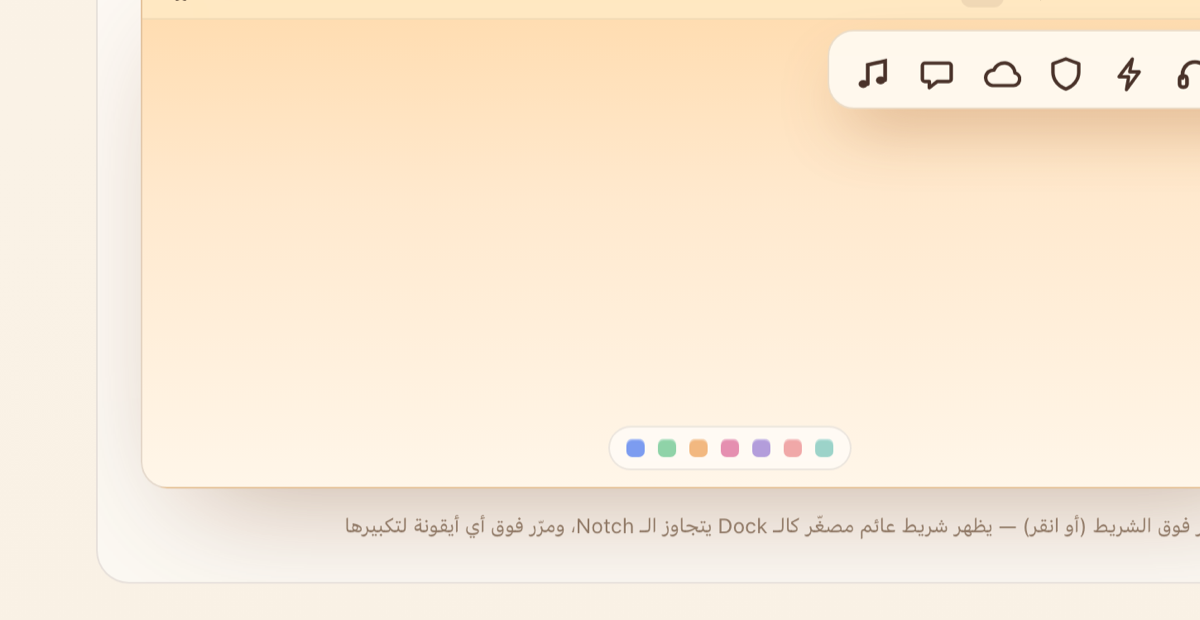 فوق الشريط (أو انقر) — يظهر شريط عائم مصغّر كالـ Dock يتجاوز الـ Notch، ومرّر فوق أي أيقونة لتكبيرها